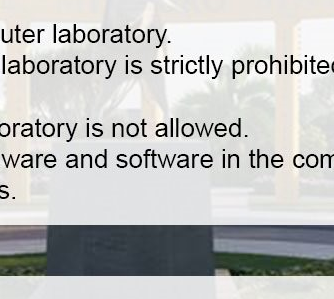 uter laboratory.
laboratory is strictly prohibited
oratory is not allowed.
ware and software in the com
s.